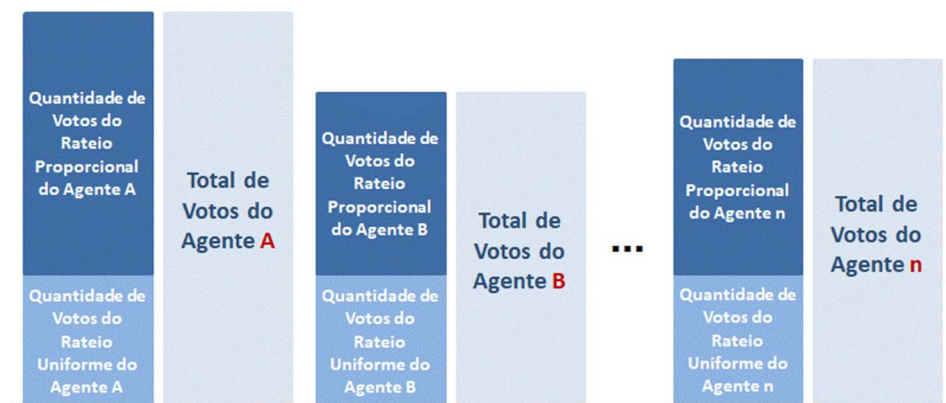 Quantidade de
Votos do
Rateio
Proporcional
do Agente A
Quantidade de
Votos do
Rateio
Uniforme do
Agente A
Total de
Votos do
Agente A
Quantidade de
Votos do
Rateio
Proporcional
do Agente B
Quantidade de
Votos do
Rateio
Uniforme do
Agente B
Total de
Votos do
Agente B
...
Quantidade de
Votos do
Rateio
Proporcional
do Agente n
Quantidade de
Votos do
Rateio
Uniforme do
Agente n
Total de
Votos do
Agente n